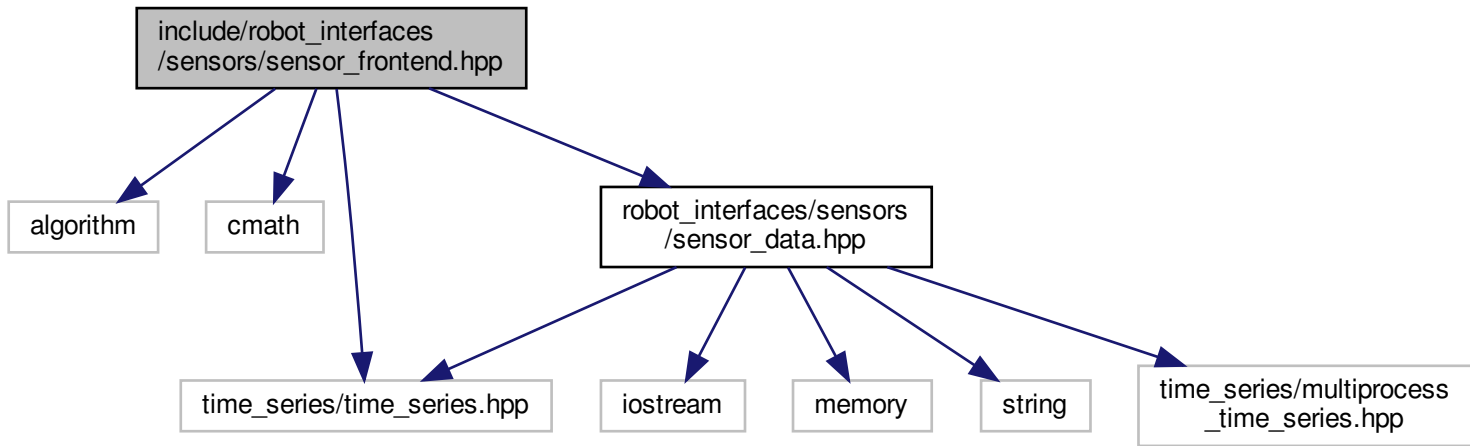 include/robot_interfaces
/sensors/sensor_frontend.hpp
algorithm
cmath
robot_interfaces/sensors
/sensor_data.hpp
time_series/time_series.hpp
iostream
memory
string
time_series/multiprocess
_time_series.hpp